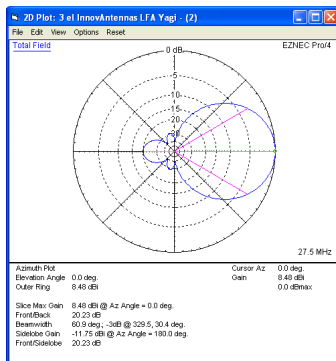 2D Plot: 3 el InnovAntennas LFA Yagi - (2)
File Edit View Options Reset
Total Field
EZNEC Pro/4
0 dB
-5
-10
-15
-20
-30
27.5 MHz
Azimuth Plot
Cursor Az 0.0 deg.
Elevation Angle 0.0 deg.
Gain 8.48 dBi
Outer Ring 8.48 dBi
0.0 dBmax
Slice Max Gain 8.48 dBi @ Az Angle = 0.0 deg.
Front/Back 20.23 dB
Beamwidth 60.9 deg.; -3dB @ 329.5, 30.4 deg.
Sidelobe Gain -11.75 dBi @ Az Angle = 180.0 deg.
Front/Sidelobe 20.23 dB